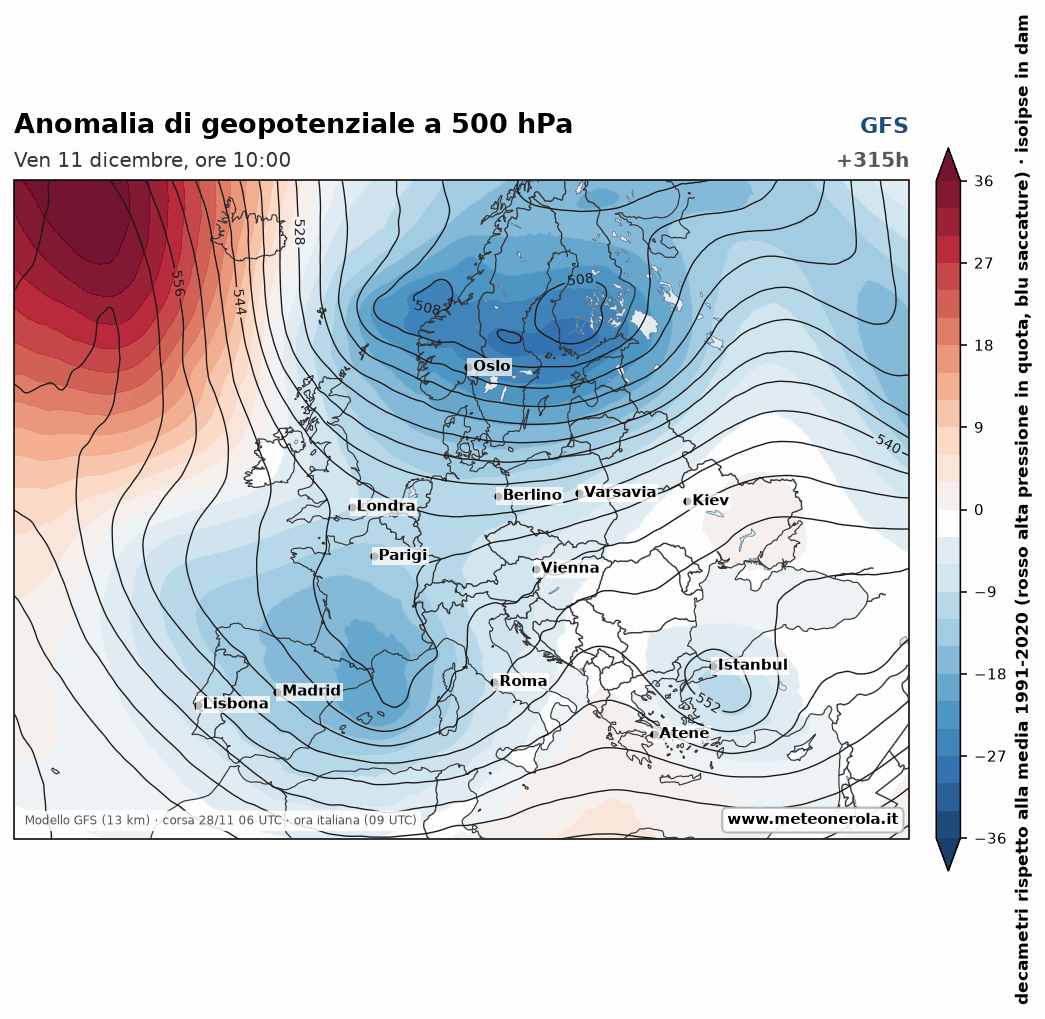 Anomalia di geopotenziale a 500 hPa
GFS
Ven 11 dicembre, ore 10:00
+315h
528
556
544
508
508
540
552
Oslo
Londra
Berlino
Varsavia
Kiev
Parigi
Vienna
Istanbul
Roma
Madrid
Lisbona
Atene
Modello GFS (13 km) · corsa 28/11 06 UTC · ora italiana (09 UTC)
www.meteonerola.it
36
27
18
9
0
−9
−18
−27
−36
decametri rispetto alla media 1991-2020 (rosso alta pressione in quota, blu saccature) · isoipse in dam